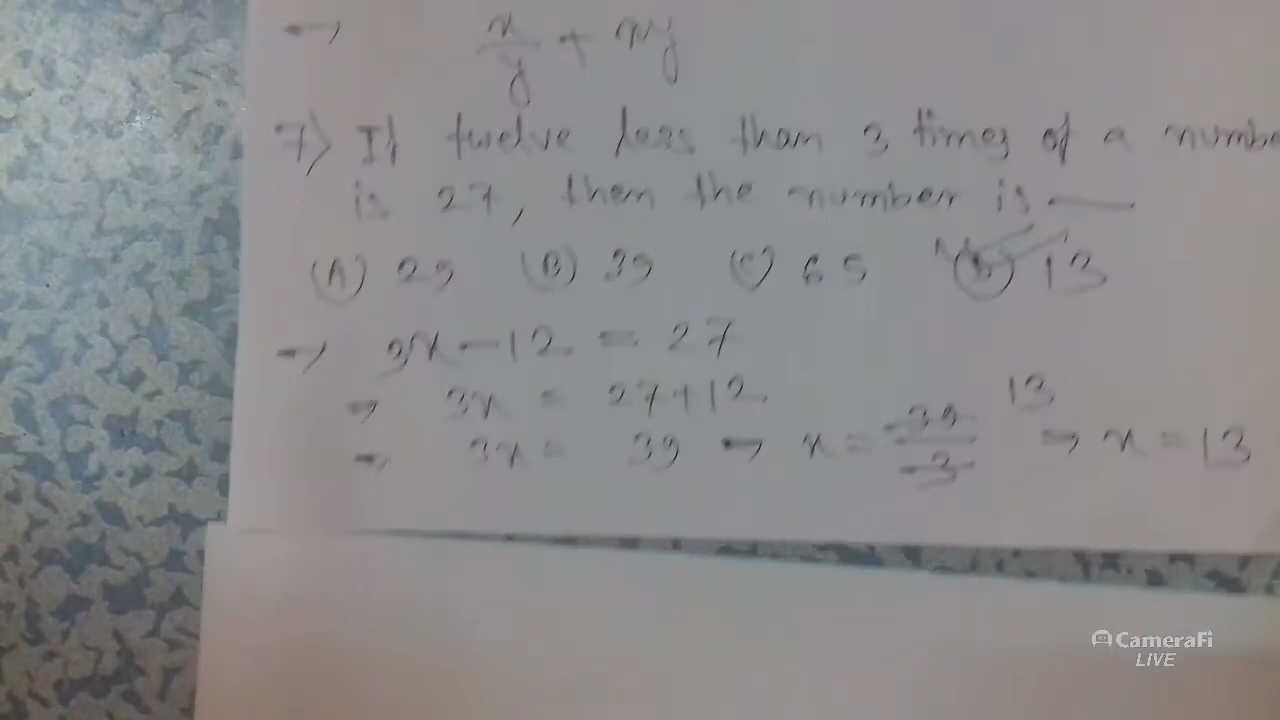 → x/y + xy
7) If twelve less than 3 times of a numbe
is 27, then the number is —
(A) 29 (B) 39 (C) 65 (D) 13
→ 3x - 12 = 27
⇒ 3x = 27+12
⇒ 3x = 39 ⇒ x = 39/3 13 ⇒ x = 13
CameraFi
LIVE